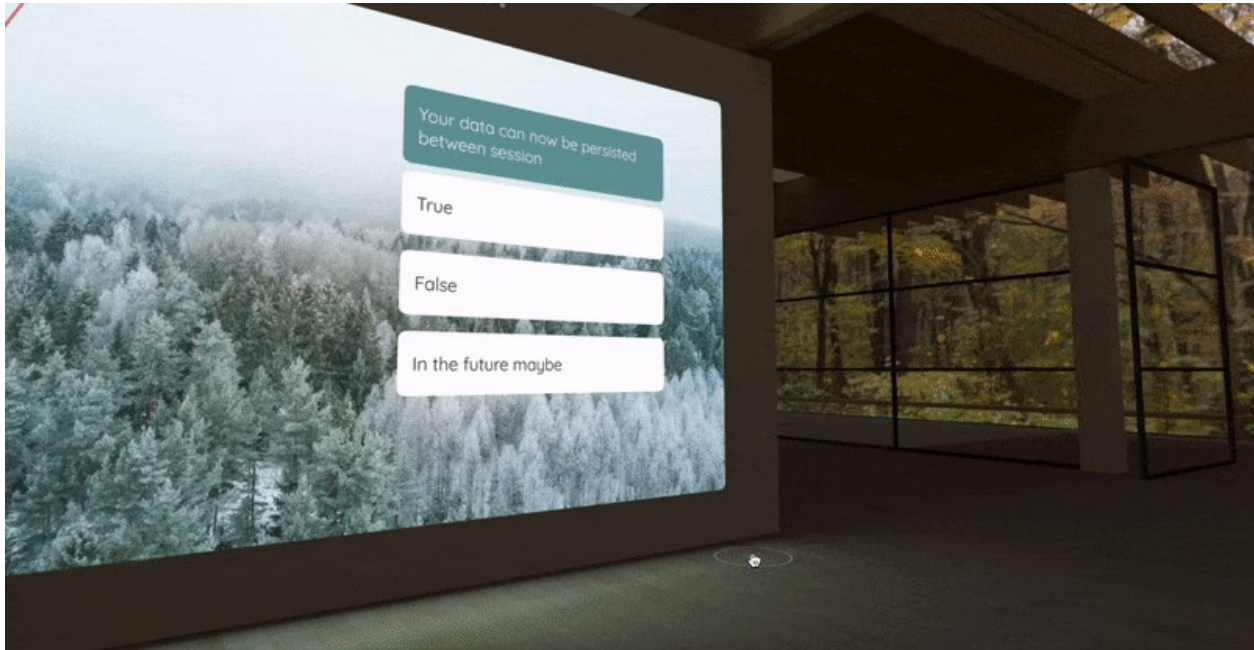 Your data can now be persisted
between session
True
False
In the future maybe